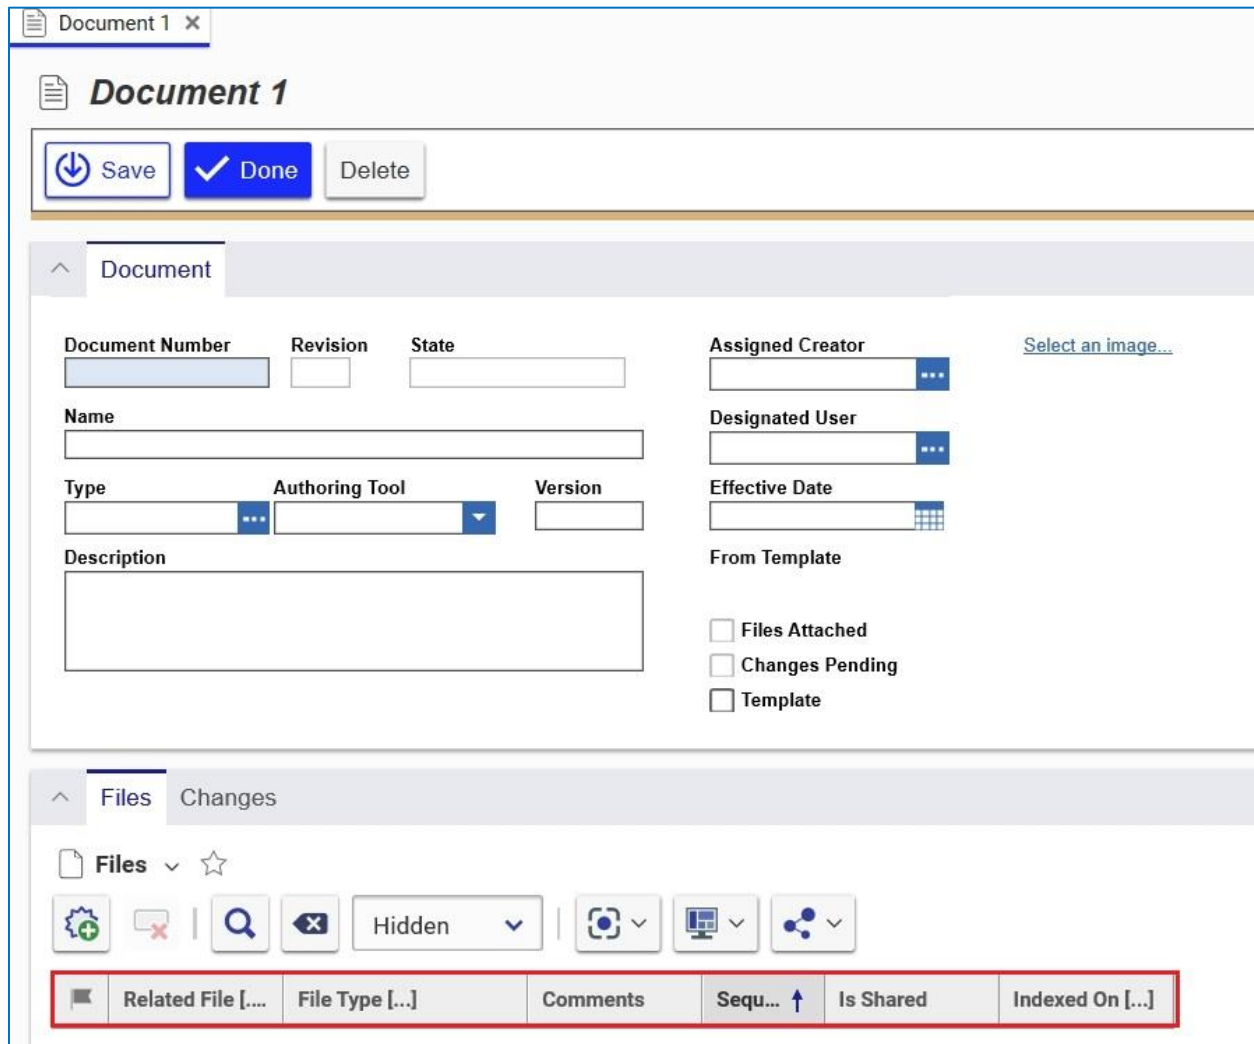 Document 1
Document 1
Save Done Delete
Document
Document Number Revision State Assigned Creator Select an image...
Name Designated User
Type Authoring Tool Version Effective Date
Description From Template
Files Attached
Changes Pending
Template
Files Changes
Files
Hidden
Related File [.... File Type [...] Comments Sequ... Is Shared Indexed On [...]